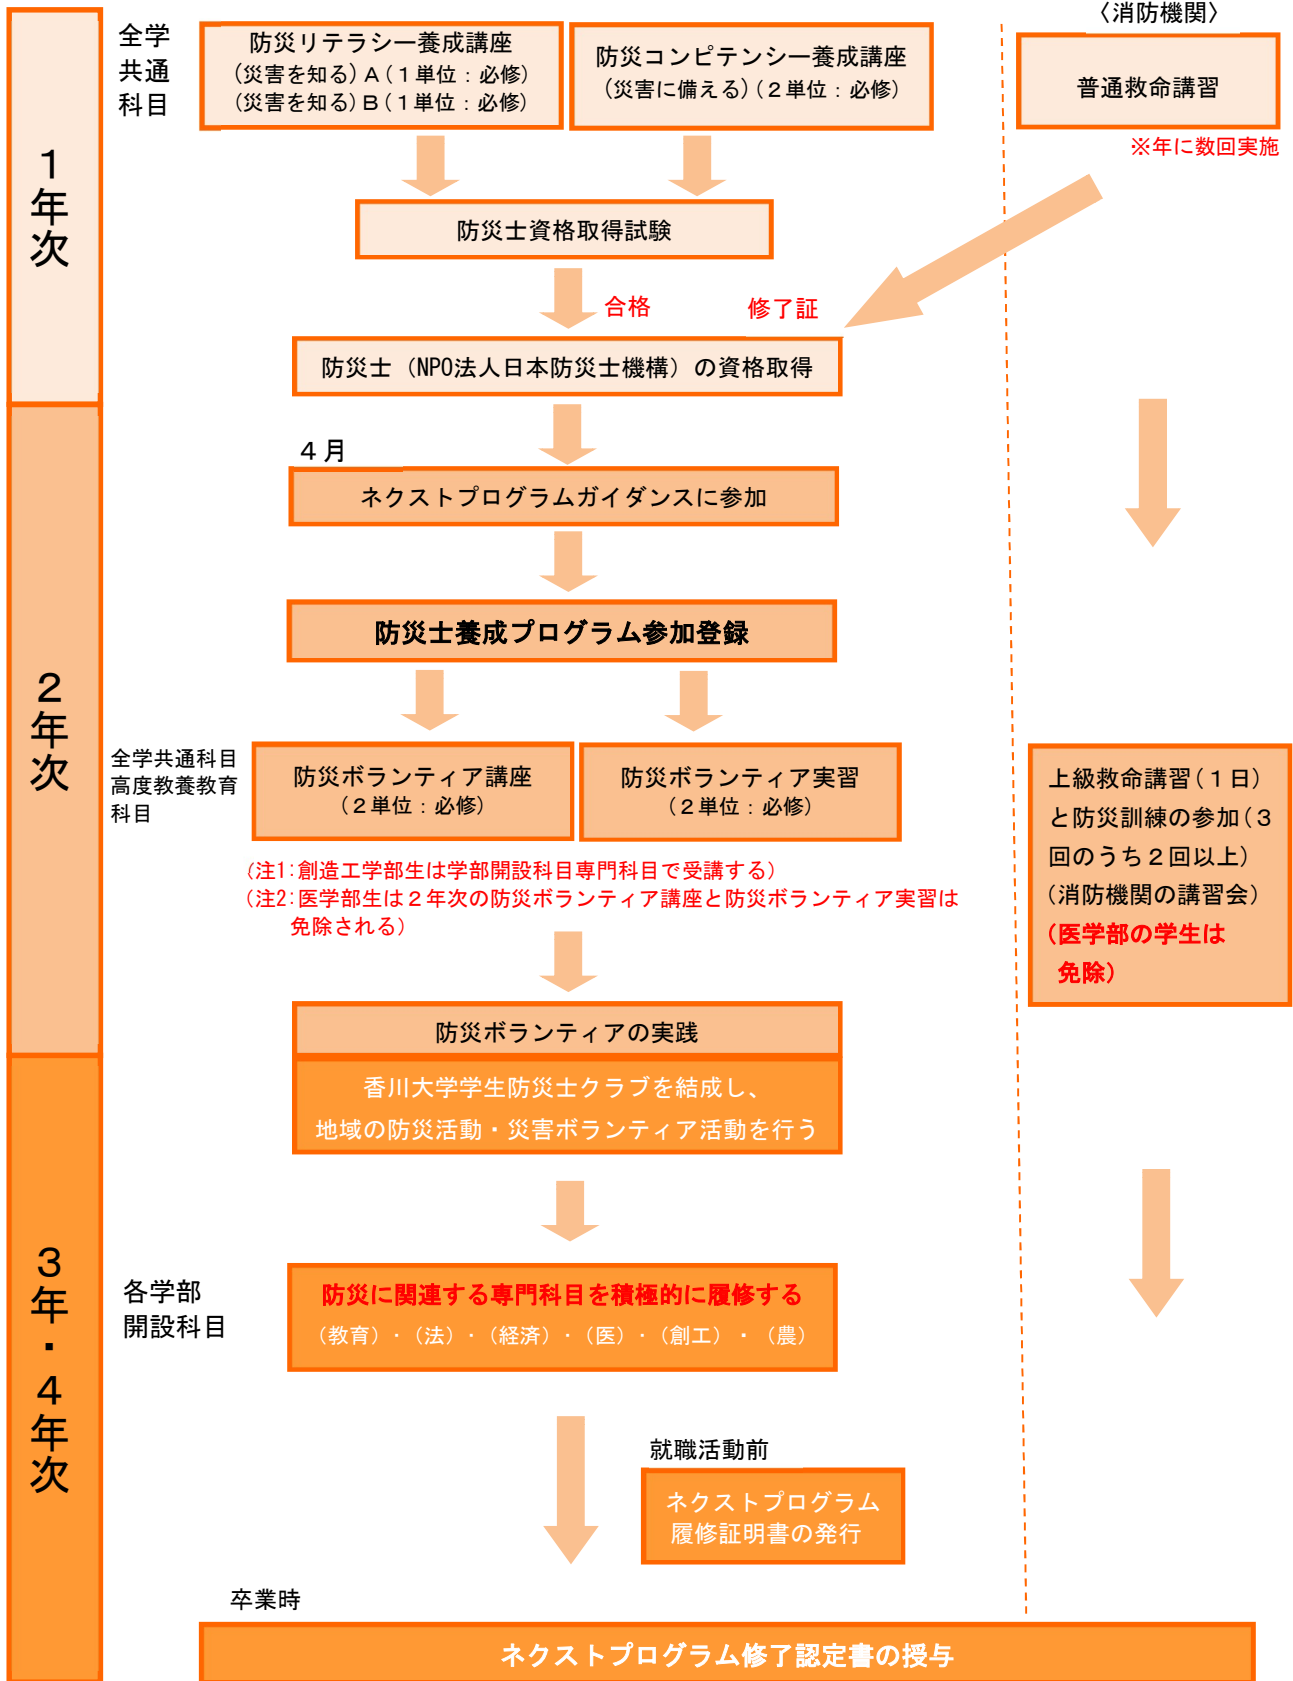 〈消防機関〉
全学
共通
科目
防災リテラシー養成講座
(災害を知る)Ａ(１単位：必修)
(災害を知る)Ｂ(１単位：必修)
防災コンピテンシー養成講座
(災害に備える)(２単位：必修)
普通救命講習
※年に数回実施
１年次
防災士資格取得試験
合格
修了証
防災士（NPO法人日本防災士機構）の資格取得
４月
ネクストプログラムガイダンスに参加
防災士養成プログラム参加登録
２年次
全学共通科目
高度教養教育
科目
防災ボランティア講座
(２単位：必修)
防災ボランティア実習
(２単位：必修)
(注1:創造工学部生は学部開設科目専門科目で受講する)
(注2:医学部生は２年次の防災ボランティア講座と防災ボランティア実習は
免除される)
上級救命講習(１日)
と防災訓練の参加(３
回のうち２回以上)
(消防機関の講習会)
(医学部の学生は
免除)
防災ボランティアの実践
香川大学学生防災士クラブを結成し、
地域の防災活動・災害ボランティア活動を行う
３年・４年次
各学部
開設科目
防災に関連する専門科目を積極的に履修する
（教育）・（法）・（経済）・（医）・（創工）・（農）
就職活動前
ネクストプログラム
履修証明書の発行
卒業時
ネクストプログラム修了認定書の授与